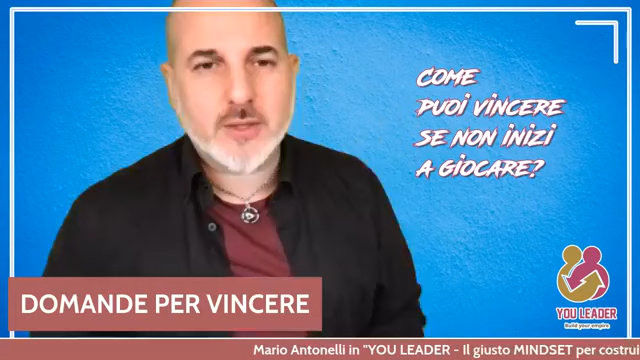 COME
PUOI VINCERE
SE NON INIZI
A GIOCARE?
DOMANDE PER VINCERE
YOU LEADER
Build your empire
Mario Antonelli in "YOU LEADER - Il giusto MINDSET per costrui